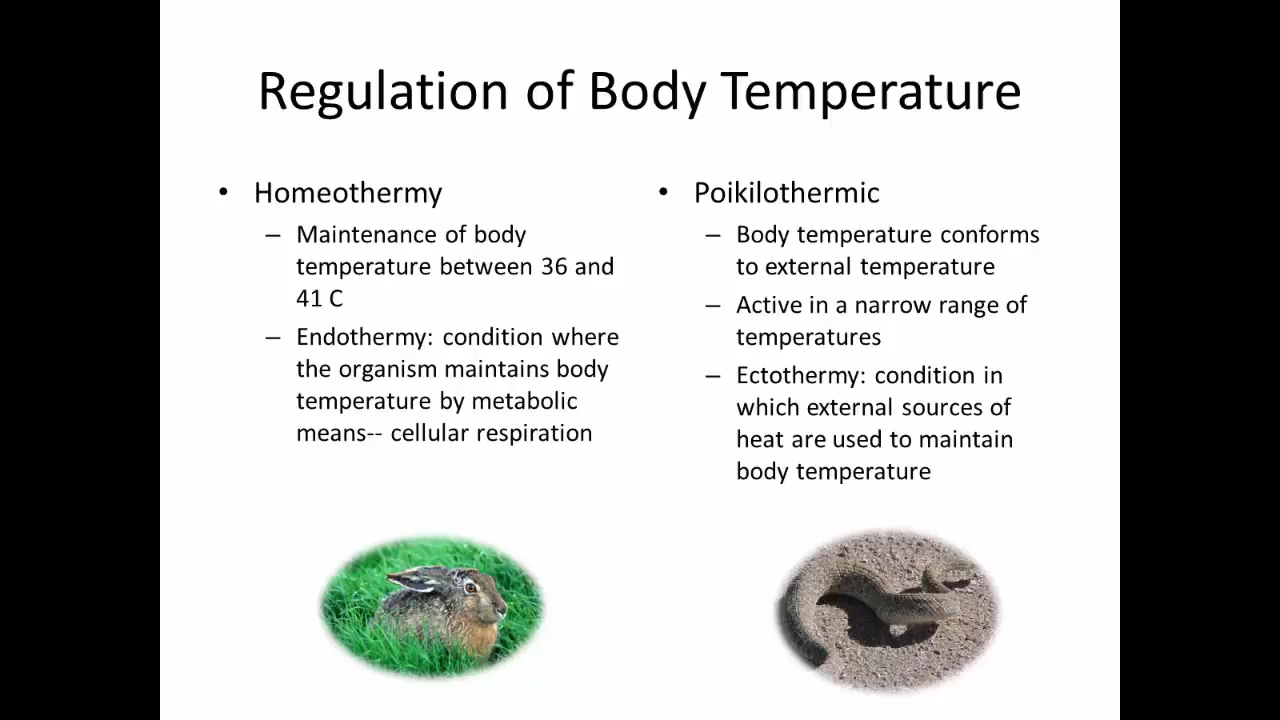 Regulation of Body Temperature
• Homeothermy
– Maintenance of body
temperature between 36 and
41 C
– Endothermy: condition where
the organism maintains body
temperature by metabolic
means-- cellular respiration
• Poikilothermic
– Body temperature conforms
to external temperature
– Active in a narrow range of
temperatures
– Ectothermy: condition in
which external sources of
heat are used to maintain
body temperature